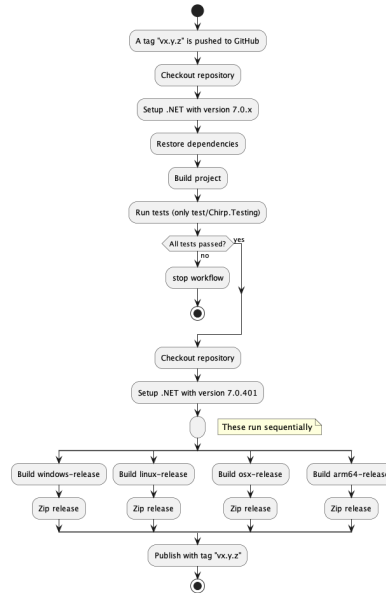 A tag "vx.y.z" is pushed to GitHub
Checkout repository
Setup .NET with version 7.0.x
Restore dependencies
Build project
Run tests (only test/Chirp.Testing)
All tests passed?
yes
no
stop workflow
Checkout repository
Setup .NET with version 7.0.401
These run sequentially
Build windows-release
Build linux-release
Build osx-release
Build arm64-release
Zip release
Zip release
Zip release
Zip release
Publish with tag "vx.y.z"